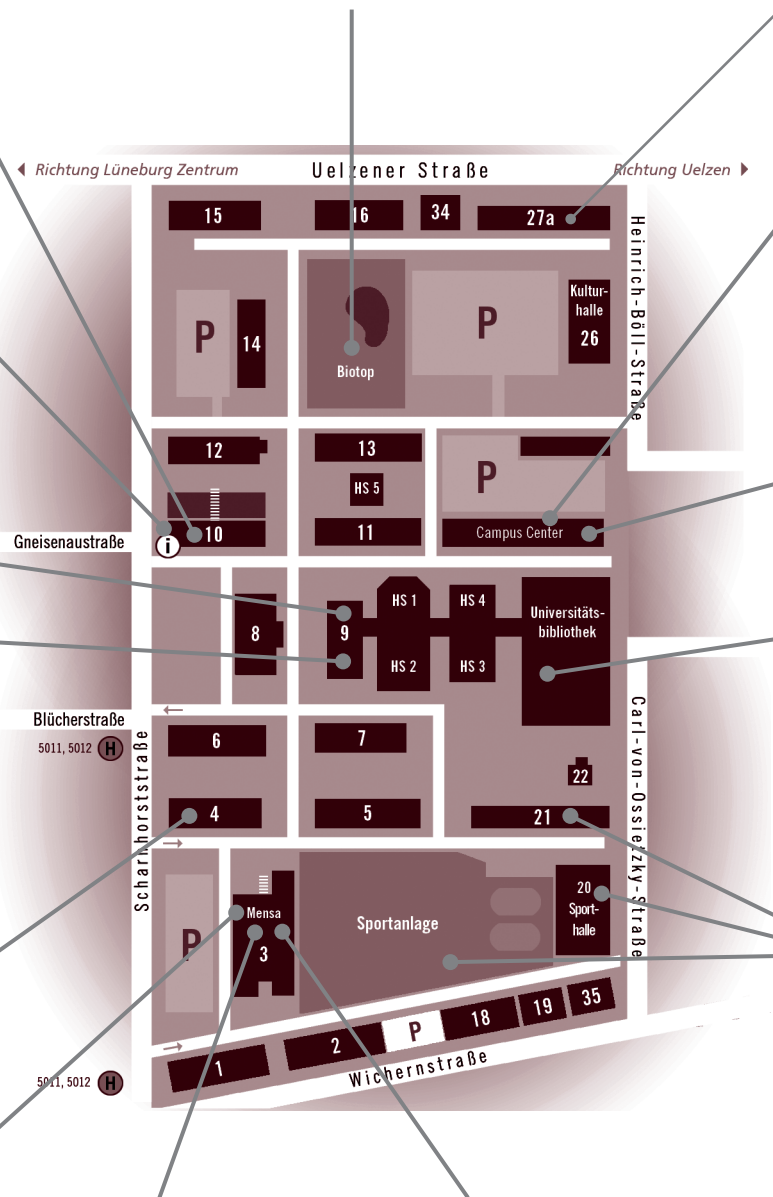 Richtung Lüneburg Zentrum
Uelzener Straße
Richtung Uelzen
15
16
34
27a
Heinrich-Böll-Straße
P
14
Biotop
P
Kultur-
halle
26
12
13
HS 5
P
10
i
11
Campus Center
Gneisenaustraße
8
9
HS 1
HS 2
HS 4
HS 3
Universitäts-
bibliothek
Blücherstraße
5011, 5012
H
Scharnhorststraße
6
7
22
Carl-von-Ossietzky-Straße
4
5
21
P
Mensa
3
Sportanlage
20
Sport-
halle
1
2
P
18
19
35
Wichernstraße
5011, 5012
H